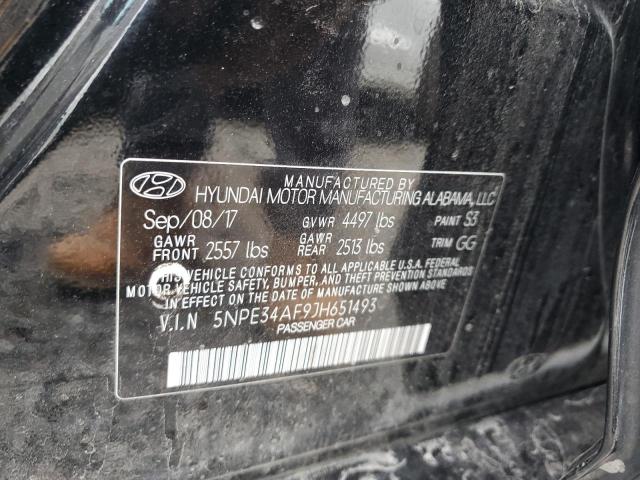 MANUFACTURED BY
HYUNDAI MOTOR MANUFACTURING ALABAMA, LLC
Sep/08/17 GVWR 4497 lbs PAINT S3
GAWR FRONT 2557 lbs GAWR REAR 2513 lbs TRIM GG
THIS VEHICLE CONFORMS TO ALL APPLICABLE U.S.A. FEDERAL
MOTOR VEHICLE SAFETY, BUMPER, AND THEFT PREVENTION STANDARDS
IN EFFECT ON THE DATE OF MANUFACTURE SHOWN ABOVE.
V.I.N 5NPE34AF9JH651493
PASSENGER CAR